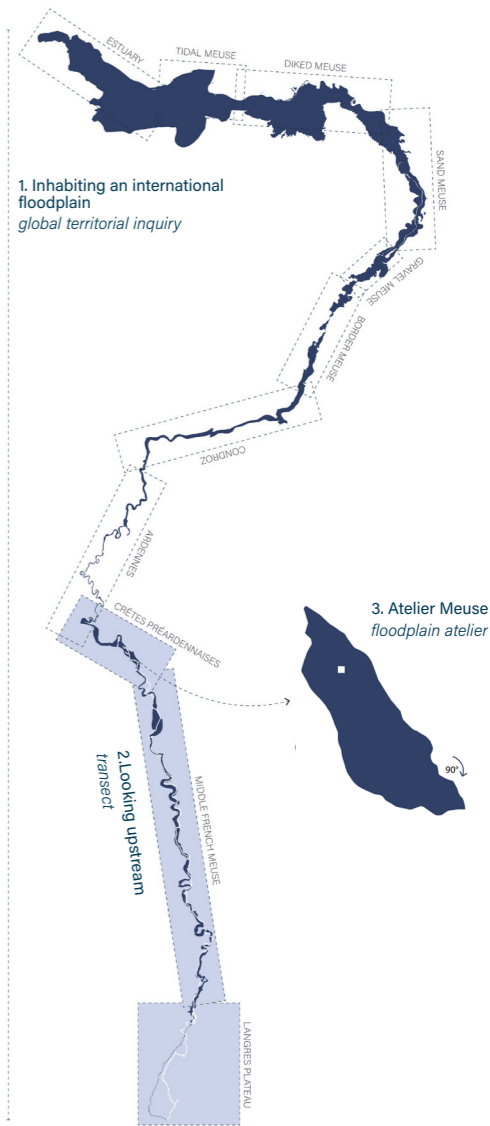 ESTUARY
TIDAL MEUSE
DIKED MEUSE
SAND MEUSE
1. Inhabiting an international
floodplain
global territorial inquiry
GRAVEL MEUSE
BORDER MEUSE
CONDROZ
ARDENNES
CRÊTES PRÉARDENNAISES
3. Atelier Meuse
floodplain atelier
90°
2.Looking upstream
transect
MIDDLE FRENCH MEUSE
LANGRES PLATEAU